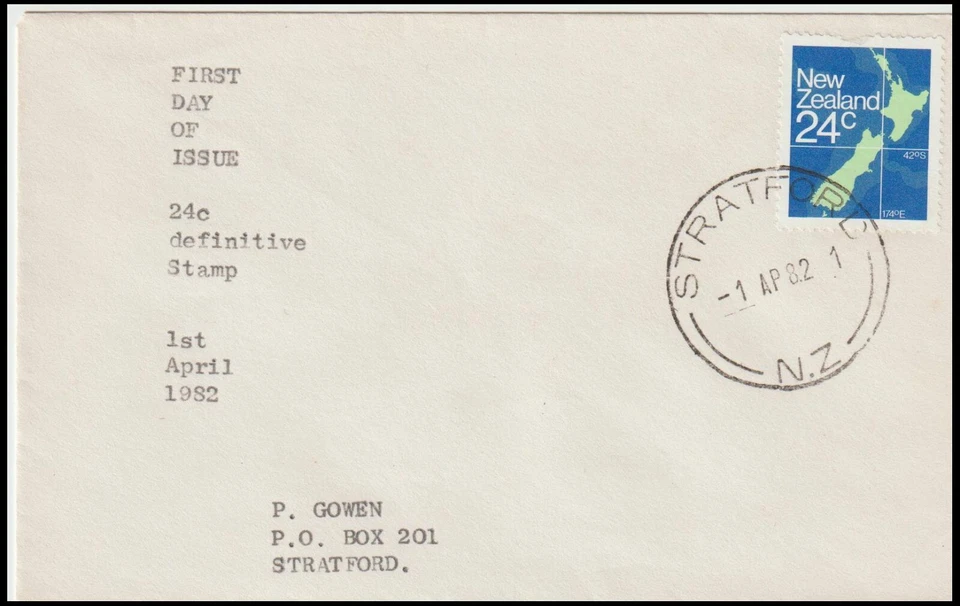 FIRST
DAY
OF
ISSUE
24c
definitive
Stamp
1st
April
1982
New
Zealand
24c
42°S
174°E
STRATFORD
-1 AP 82 1
N.Z
P. GOWEN
P.O. BOX 201
STRATFORD.